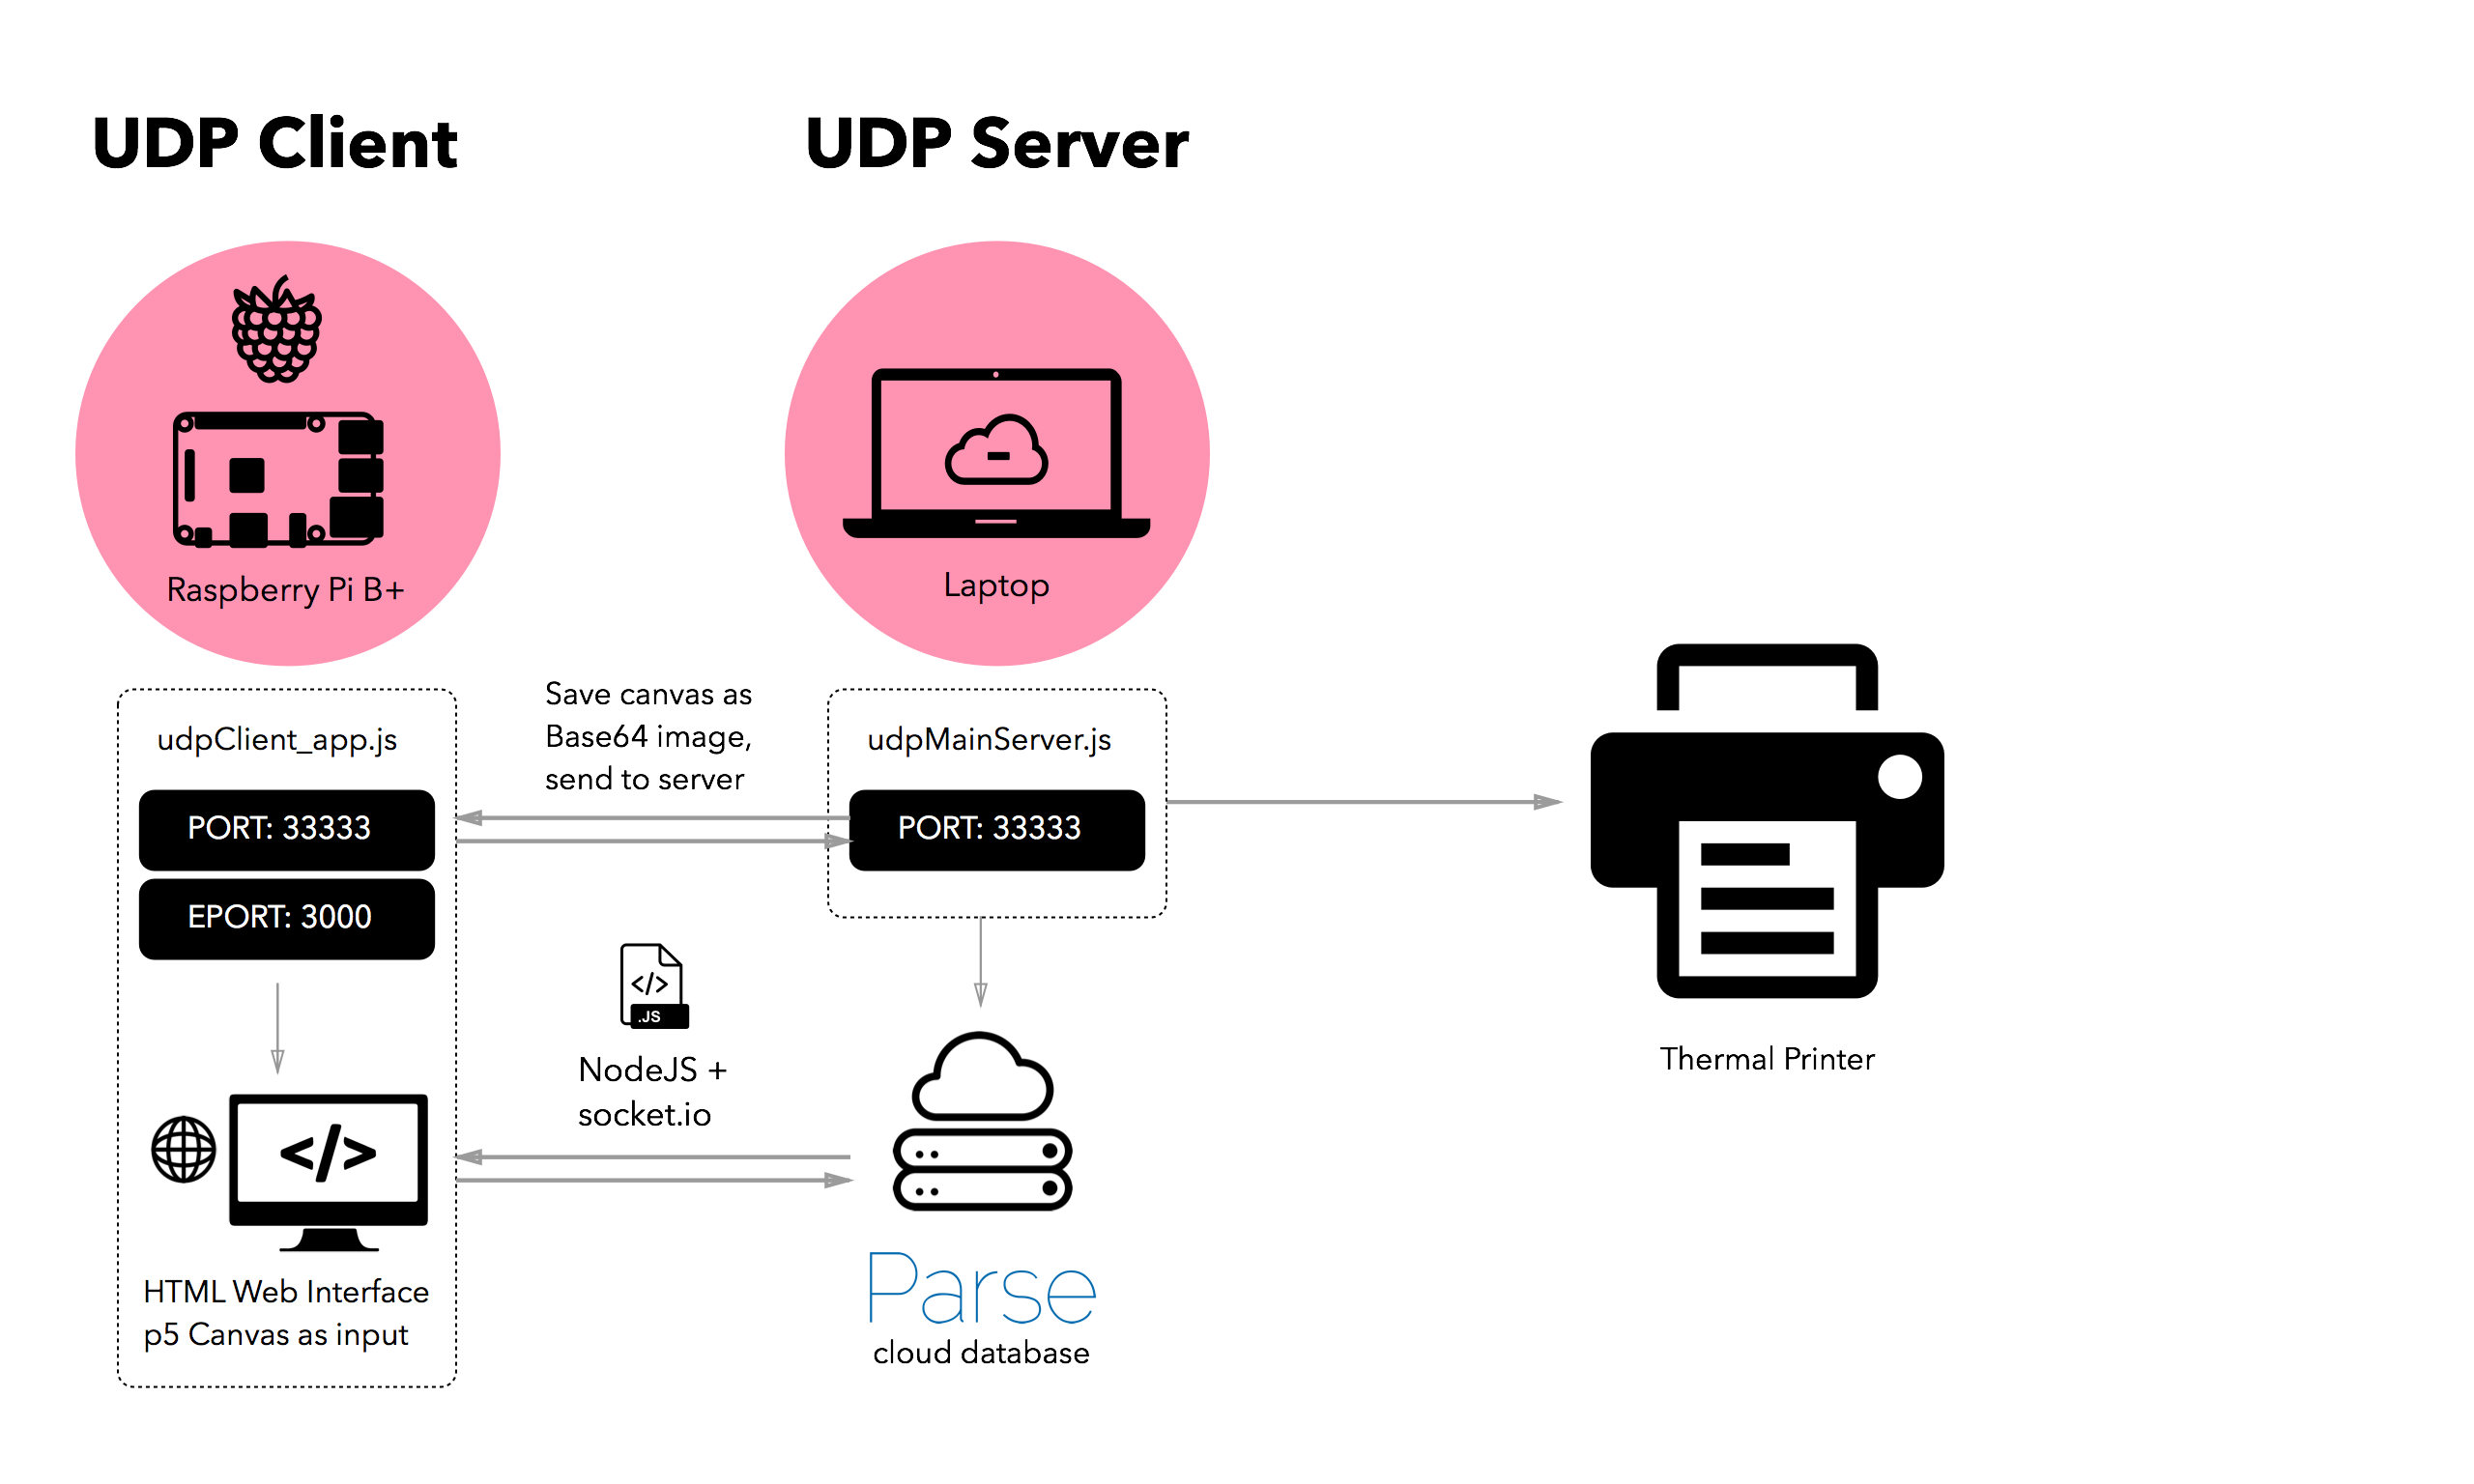 UDP Client
UDP Server
Raspberry Pi B+
Laptop
Save canvas as
Base64 image,
send to server
udpClient_app.js
PORT: 33333
EPORT: 3000
udpMainServer.js
PORT: 33333
.JS
NodeJS +
socket.io
Thermal Printer
HTML Web Interface
p5 Canvas as input
Parse
cloud database